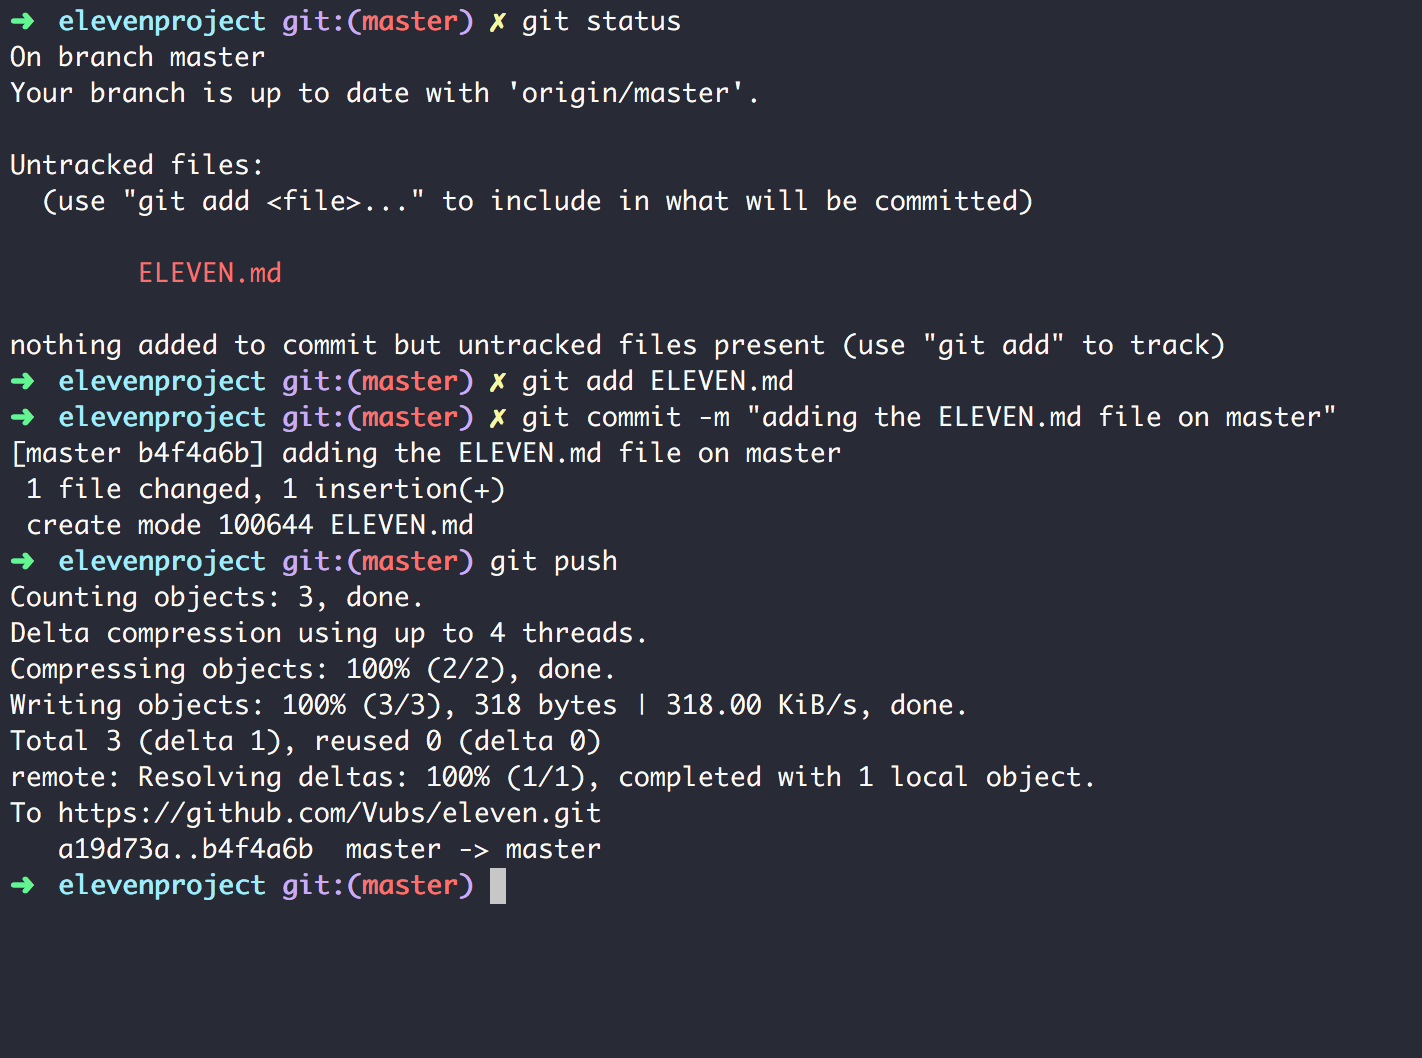 ➜  elevenproject git:(master) ✗ git status
On branch master
Your branch is up to date with 'origin/master'.

Untracked files:
  (use "git add <file>..." to include in what will be committed)

        ELEVEN.md

nothing added to commit but untracked files present (use "git add" to track)
➜  elevenproject git:(master) ✗ git add ELEVEN.md
➜  elevenproject git:(master) ✗ git commit -m "adding the ELEVEN.md file on master"
[master b4f4a6b] adding the ELEVEN.md file on master
 1 file changed, 1 insertion(+)
 create mode 100644 ELEVEN.md
➜  elevenproject git:(master) git push
Counting objects: 3, done.
Delta compression using up to 4 threads.
Compressing objects: 100% (2/2), done.
Writing objects: 100% (3/3), 318 bytes | 318.00 KiB/s, done.
Total 3 (delta 1), reused 0 (delta 0)
remote: Resolving deltas: 100% (1/1), completed with 1 local object.
To https://github.com/Vubs/eleven.git
   a19d73a..b4f4a6b  master -> master
➜  elevenproject git:(master)